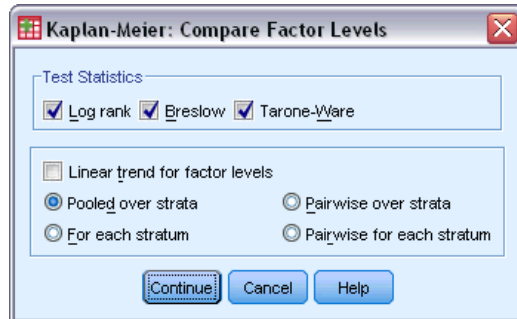 Kaplan-Meier: Compare Factor Levels
Test Statistics
Log rank Breslow Tarone-Ware
Linear trend for factor levels
Pooled over strata Pairwise over strata
For each stratum Pairwise for each stratum
Continue Cancel Help